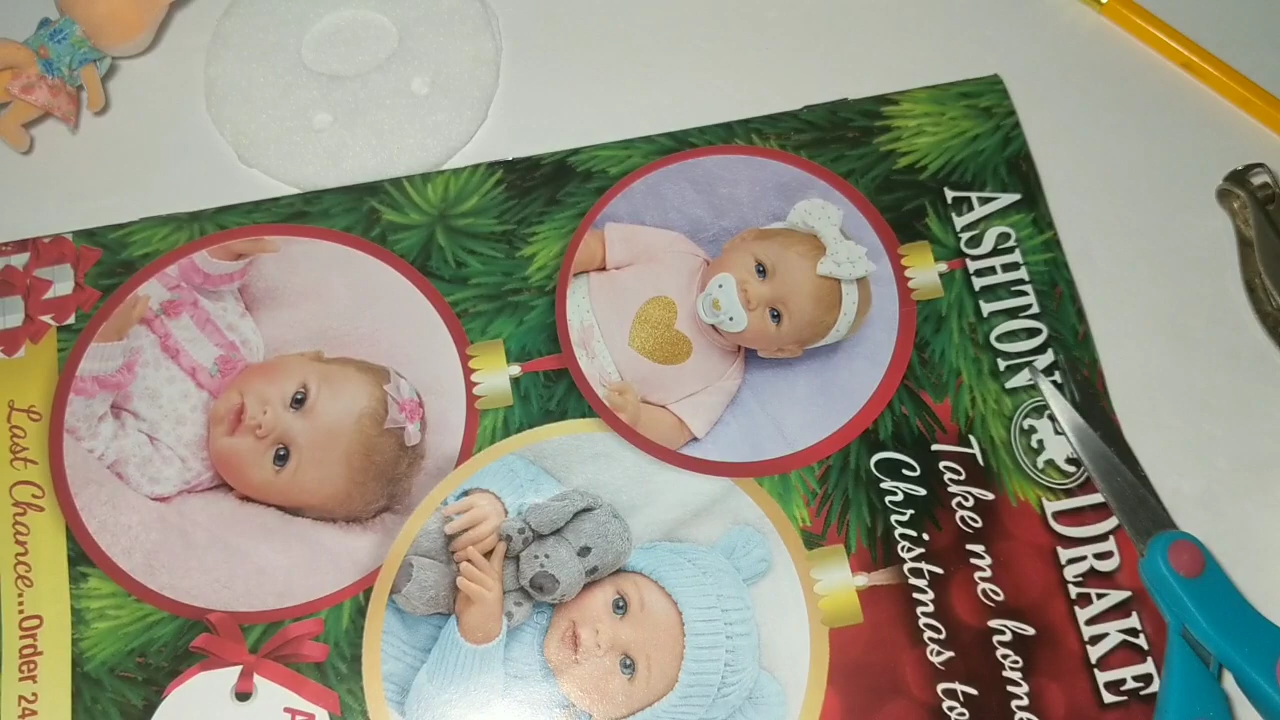 ASHTON DRAKE
Take me home
Christmas to
Last Chance...Order 24
A